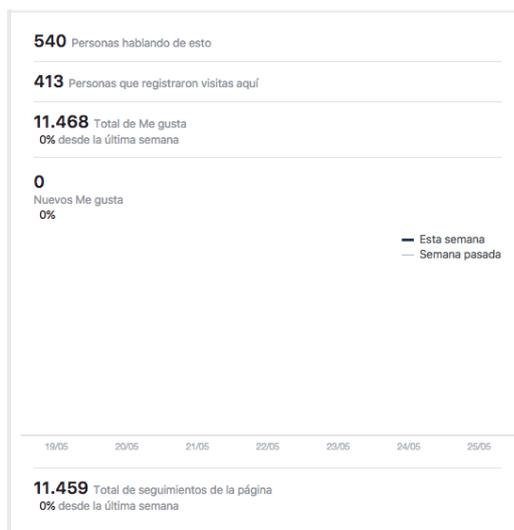 540 Personas hablando de esto
413 Personas que registraron visitas aquí
11.468 Total de Me gusta
0% desde la última semana
0
Nuevos Me gusta
0%
Esta semana
Semana pasada
19/05 20/05 21/05 22/05 23/05 24/05 25/05
11.459 Total de seguimientos de la página
0% desde la última semana